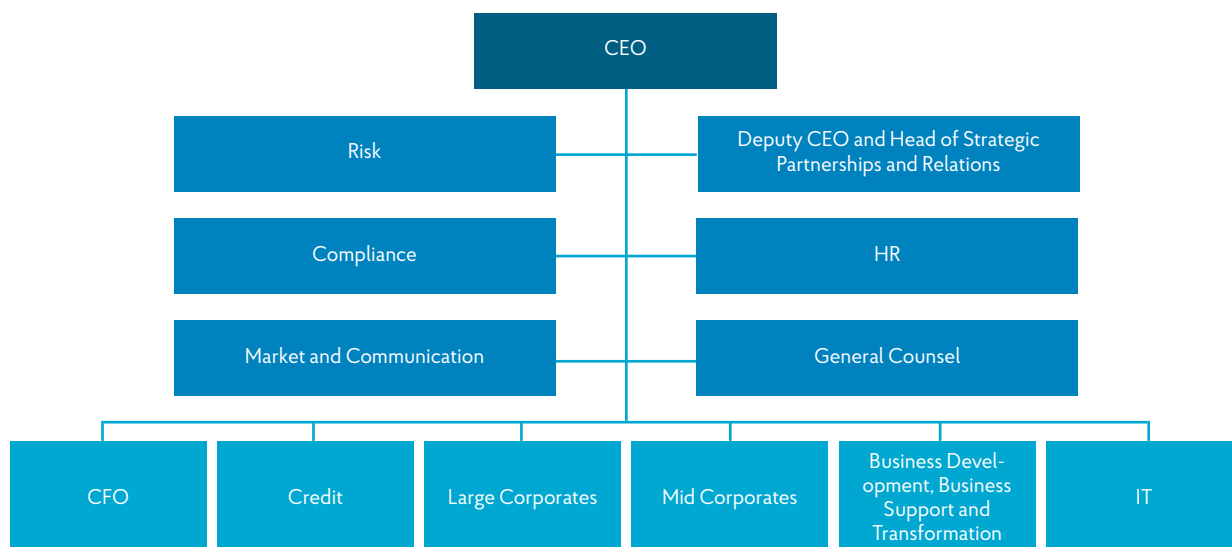 CEO
Risk
Deputy CEO and Head of Strategic
Partnerships and Relations
Compliance
HR
Market and Communication
General Counsel
CFO
Credit
Large Corporates
Mid Corporates
Business Devel-
opment, Business
Support and
Transformation
IT